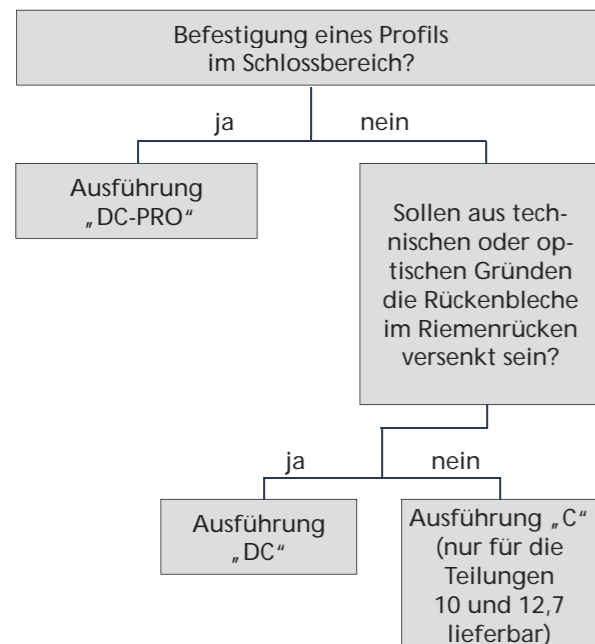 Befestigung eines Profils
im Schlossbereich?
ja
nein
Ausführung
„DC-PRO“
Sollen aus tech-
nischen oder op-
tischen Gründen
die Rückenbleche
im Riemenrücken
versenkt sein?
ja
nein
Ausführung
„DC“
Ausführung „C“
(nur für die
Teilungen
10 und 12,7
lieferbar)